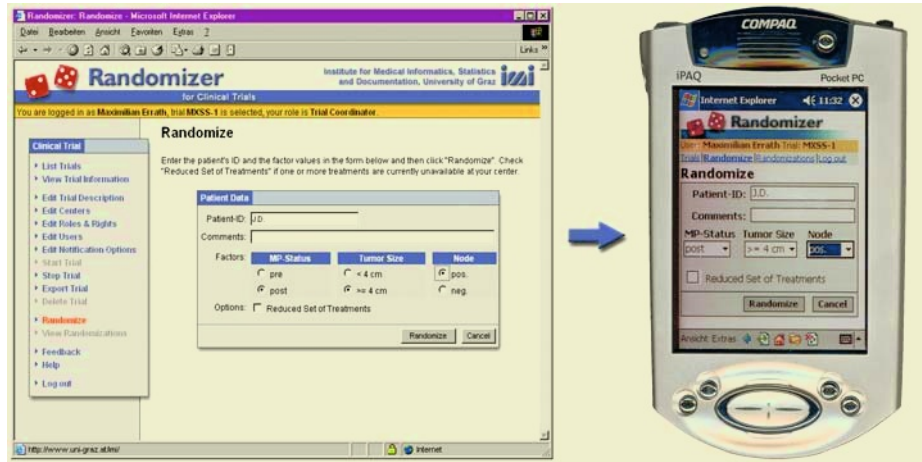 Randomizer: Randomize - Microsoft Internet Explorer
Datei Bearbeiten Ansicht Favoriten Extras ?
Links »
Randomizer
for Clinical Trials
Institute for Medical Informatics, Statistics
and Documentation, University of Graz
imi
You are logged in as Maximilian Errath, trial MXSS-1 is selected, your role is Trial Coordinator.
Clinical Trial
List Trials
View Trial Information
Edit Trial Description
Edit Centers
Edit Roles & Rights
Edit Users
Edit Notification Options
Start Trial
Stop Trial
Export Trial
Delete Trial
Randomize
View Randomizations
Feedback
Help
Log out
Randomize
Enter the patient's ID and the factor values in the form below and then click "Randomize". Check
"Reduced Set of Treatments" if one or more treatments are currently unavailable at your center.
Patient Data
Patient-ID: J.D.
Comments:
Factors: MP-Status Tumor Size Node
pre < 4 cm pos.
post >= 4 cm neg.
Options: Reduced Set of Treatments
Randomize Cancel
http://www.uni-graz.at/imi/
Internet
COMPAQ
iPAQ Pocket PC
Internet Explorer 11:32
Randomizer
User: Maximilian Errath Trial: MXSS-1
Trials|Randomize|Randomizations|Log out
Randomize
Patient-ID: J.D.
Comments:
MP-Status Tumor Size Node
post >= 4 cm pos.
Reduced Set of Treatments
Randomize Cancel
Ansicht Extras